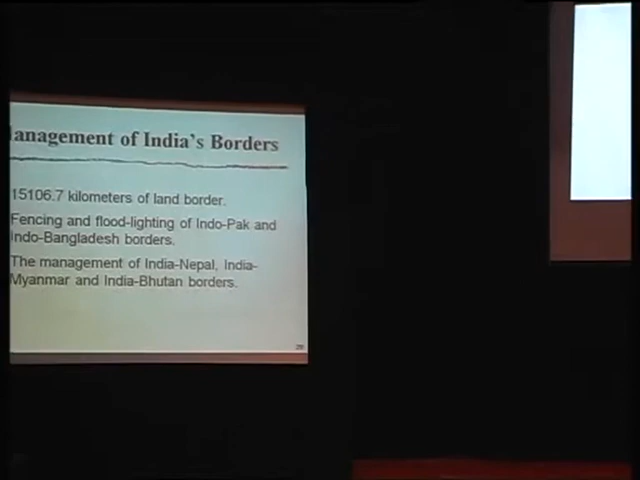 anagement of India's Borders
15106.7 kilometers of land border.
Fencing and flood-lighting of Indo-Pak and
Indo-Bangladesh borders.
The management of India-Nepal, India-
Myanmar and India-Bhutan borders.